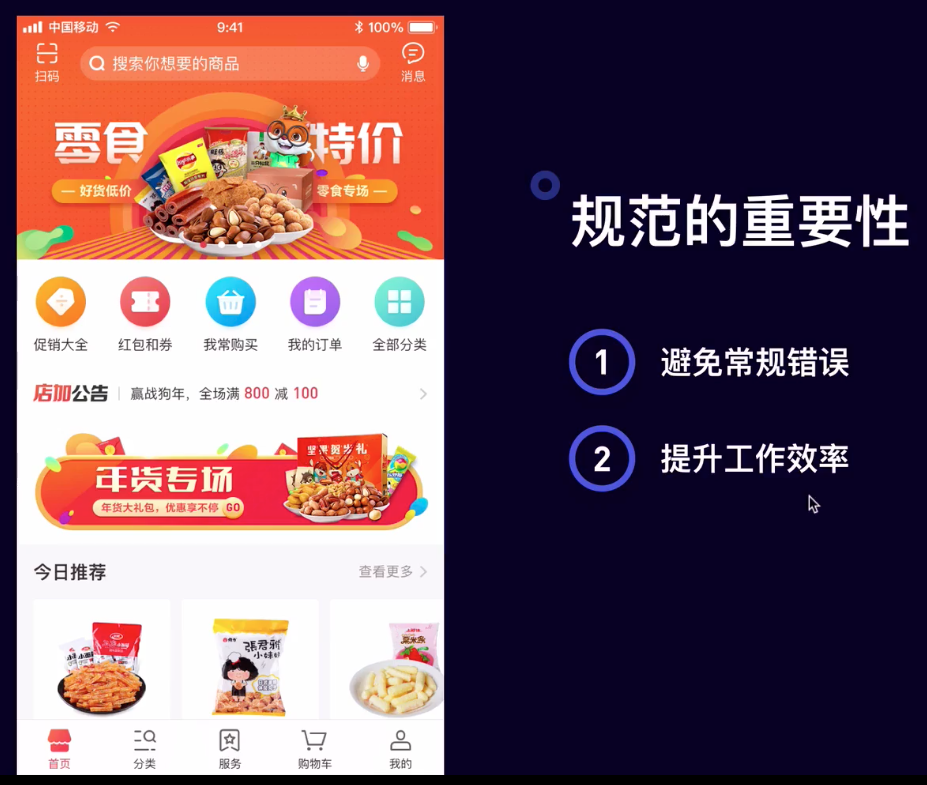 中国移动
9:41
100%
扫码
搜索你想要的商品
消息
零食
特价
好货低价
零食专场
促销大全
红包和券
我常购买
我的订单
全部分类
店加公告
赢战狗年，全场满 800 减 100
年货专场
年货大礼包，优惠享不停 GO
坚果贺岁礼
今日推荐
查看更多
張君雅
小妹妹
首页
分类
服务
购物车
我的
规范的重要性
1
避免常规错误
2
提升工作效率